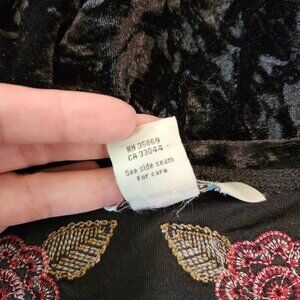 RN 35869
CA 33044
See side seam
For care